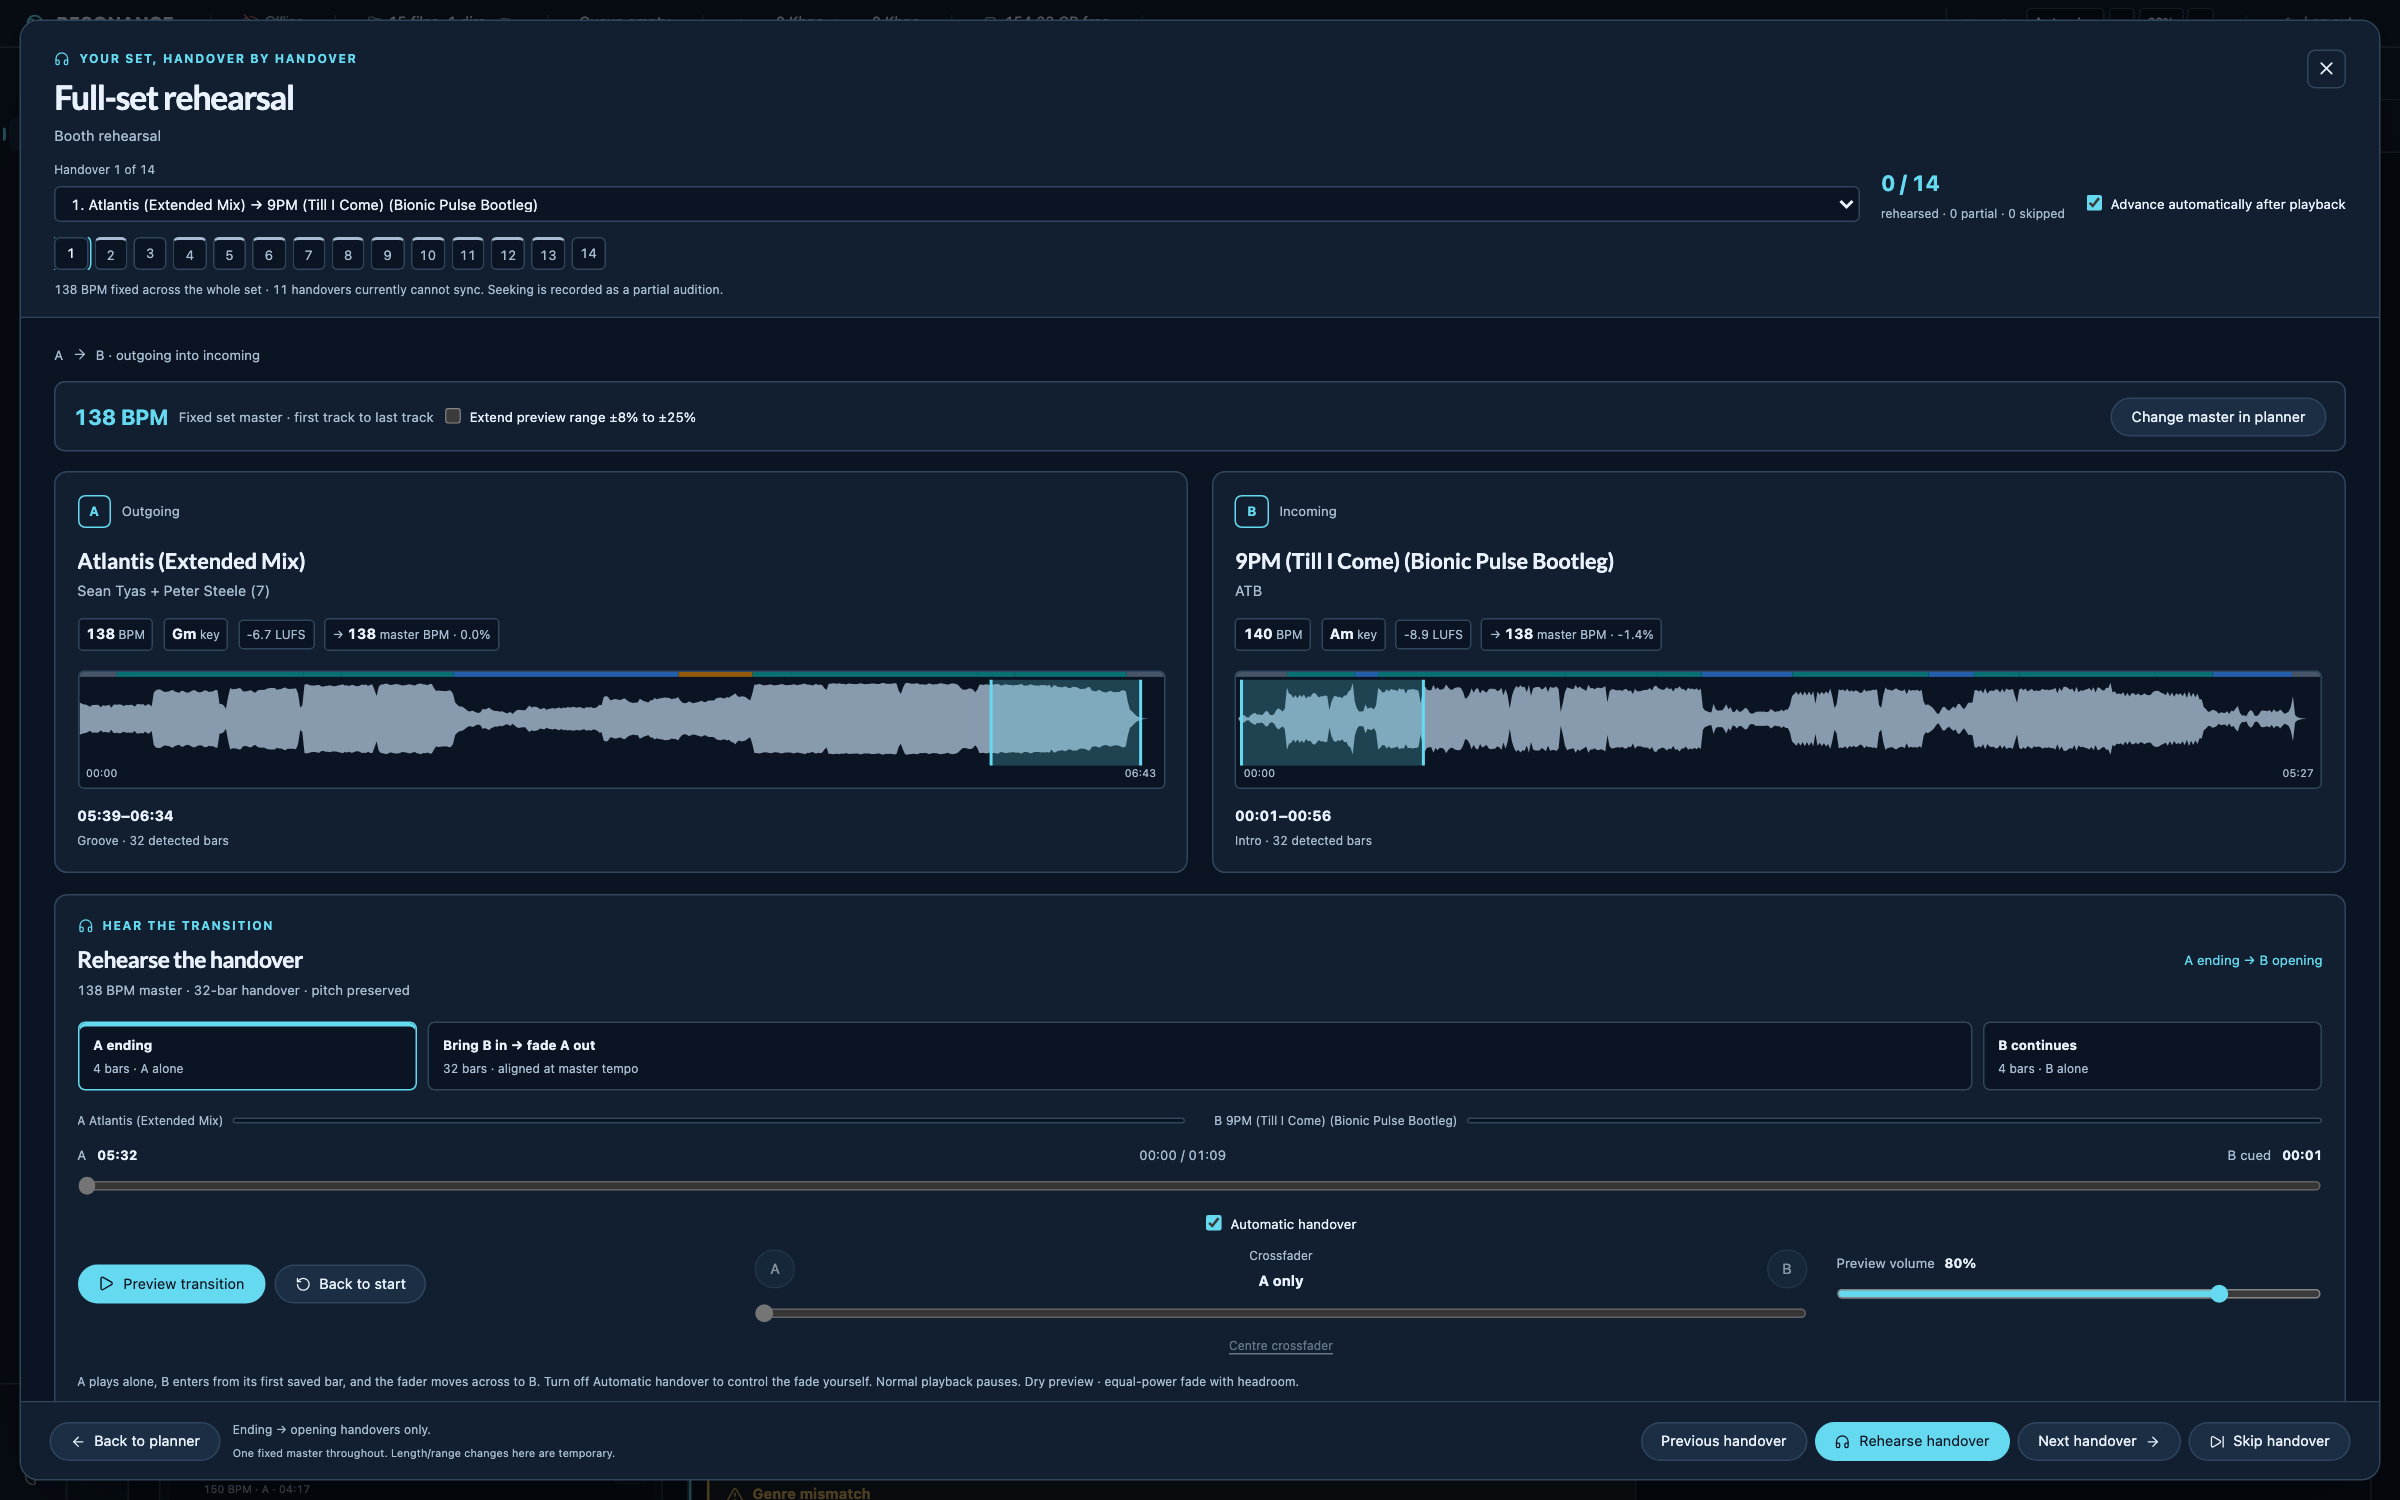 YOUR SET, HANDOVER BY HANDOVER
Full-set rehearsal
Booth rehearsal
Handover 1 of 14
1. Atlantis (Extended Mix) → 9PM (Till I Come) (Bionic Pulse Bootleg)
0 / 14
rehearsed · 0 partial · 0 skipped
Advance automatically after playback
1 2 3 4 5 6 7 8 9 10 11 12 13 14
138 BPM fixed across the whole set · 11 handovers currently cannot sync. Seeking is recorded as a partial audition.
A → B · outgoing into incoming
138 BPM Fixed set master · first track to last track Extend preview range ±8% to ±25%
Change master in planner
A Outgoing
Atlantis (Extended Mix)
Sean Tyas + Peter Steele (7)
138 BPM Gm key -6.7 LUFS → 138 master BPM · 0.0%
00:00 06:43
05:39–06:34
Groove · 32 detected bars
B Incoming
9PM (Till I Come) (Bionic Pulse Bootleg)
ATB
140 BPM Am key -8.9 LUFS → 138 master BPM · -1.4%
00:00 05:27
00:01–00:56
Intro · 32 detected bars
HEAR THE TRANSITION
Rehearse the handover
A ending → B opening
138 BPM master · 32-bar handover · pitch preserved
A ending
4 bars · A alone
Bring B in → fade A out
32 bars · aligned at master tempo
B continues
4 bars · B alone
A Atlantis (Extended Mix)
B 9PM (Till I Come) (Bionic Pulse Bootleg)
A 05:32
00:00 / 01:09
B cued 00:01
Automatic handover
Preview transition
Back to start
A
Crossfader
A only
B
Centre crossfader
Preview volume 80%
A plays alone, B enters from its first saved bar, and the fader moves across to B. Turn off Automatic handover to control the fade yourself. Normal playback pauses. Dry preview · equal-power fade with headroom.
Back to planner
Ending → opening handovers only.
One fixed master throughout. Length/range changes here are temporary.
Previous handover
Rehearse handover
Next handover →
Skip handover
150 BPM · A · 04:17
Genre mismatch